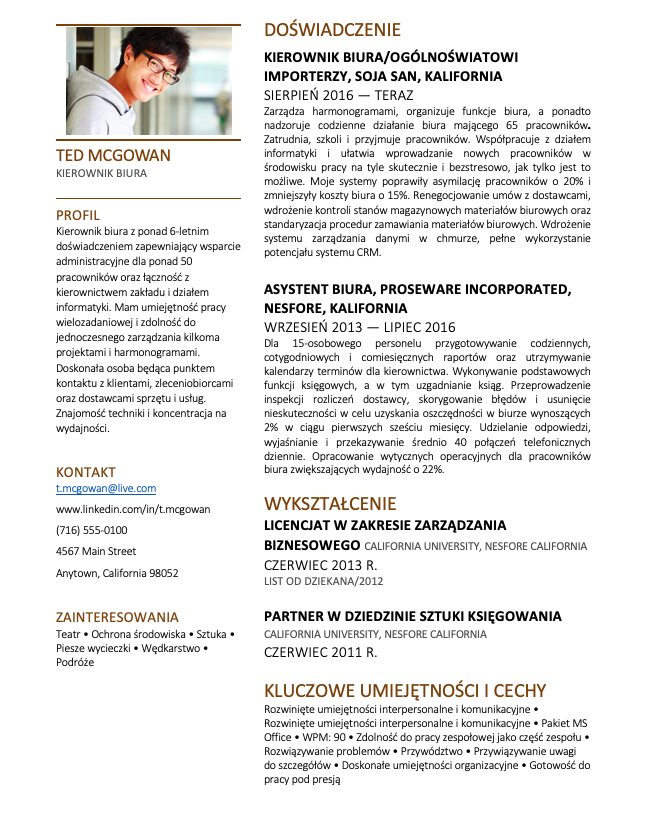 TED MCGOWAN
KIEROWNIK BIURA
PROFIL
Kierownik biura z ponad 6-letnim
doświadczeniem zapewniający wsparcie
administracyjne dla ponad 50
pracowników oraz łączność z
kierownictwem zakładu i działem
informatyki. Mam umiejętność pracy
wielozadaniowej i zdolność do
jednoczesnego zarządzania kilkoma
projektami i harmonogramami.
Doskonała osoba będąca punktem
kontaktu z klientami, zleceniobiorcami
oraz dostawcami sprzętu i usług.
Znajomość techniki i koncentracja na
wydajności.
KONTAKT
t.mcgowan@live.com
www.linkedin.com/in/t.mcgowan
(716) 555-0100
4567 Main Street
Anytown, California 98052
ZAINTERESOWANIA
Teatr • Ochrona środowiska • Sztuka •
Piesze wycieczki • Wędkarstwo •
Podróże
DOŚWIADCZENIE
KIEROWNIK BIURA/OGÓLNOŚWIATOWI
IMPORTERZY, SOJA SAN, KALIFORNIA
SIERPIEŃ 2016 — TERAZ
Zarządza harmonogramami, organizuje funkcje biura, a ponadto
nadzoruje codzienne działanie biura mającego 65 pracowników.
Zatrudnia, szkoli i przyjmuje pracowników. Współpracuje z działem
informatyki i ułatwia wprowadzanie nowych pracowników w
środowisku pracy na tyle skutecznie i bezstresowo, jak tylko jest to
możliwe. Moje systemy poprawiły asymilację pracowników o 20% i
zmniejszyły koszty biura o 15%. Renegocjowanie umów z dostawcami,
wdrożenie kontroli stanów magazynowych materiałów biurowych oraz
standaryzacja procedur zamawiania materiałów biurowych. Wdrożenie
systemu zarządzania danymi w chmurze, pełne wykorzystanie
potencjału systemu CRM.
ASYSTENT BIURA, PROSEWARE INCORPORATED,
NESFORE, KALIFORNIA
WRZESIEŃ 2013 — LIPIEC 2016
Dla 15-osobowego personelu przygotowywanie codziennych,
cotygodniowych i comiesięcznych raportów oraz utrzymywanie
kalendarzy terminów dla kierownictwa. Wykonywanie podstawowych
funkcji księgowych, a w tym uzgadnianie ksiąg. Przeprowadzenie
inspekcji rozliczeń dostawcy, skorygowanie błędów i usunięcie
nieskuteczności w celu uzyskania oszczędności w biurze wynoszących
2% w ciągu pierwszych sześciu miesięcy. Udzielanie odpowiedzi,
wyjaśnianie i przekazywanie średnio 40 połączeń telefonicznych
dziennie. Opracowanie wytycznych operacyjnych dla pracowników
biura zwiększających wydajność o 22%.
WYKSZTAŁCENIE
LICENCJAT W ZAKRESIE ZARZĄDZANIA
BIZNESOWEGO CALIFORNIA UNIVERSITY, NESFORE CALIFORNIA
CZERWIEC 2013 R.
LIST OD DZIEKANA/2012
PARTNER W DZIEDZINIE SZTUKI KSIĘGOWANIA
CALIFORNIA UNIVERSITY, NESFORE CALIFORNIA
CZERWIEC 2011 R.
KLUCZOWE UMIEJĘTNOŚCI I CECHY
Rozwinięte umiejętności interpersonalne i komunikacyjne •
Rozwinięte umiejętności interpersonalne i komunikacyjne • Pakiet MS
Office • WPM: 90 • Zdolność do pracy zespołowej jako część zespołu •
Rozwiązywanie problemów • Przywództwo • Przywiązywanie uwagi
do szczegółów • Doskonałe umiejętności organizacyjne • Gotowość do
pracy pod presją